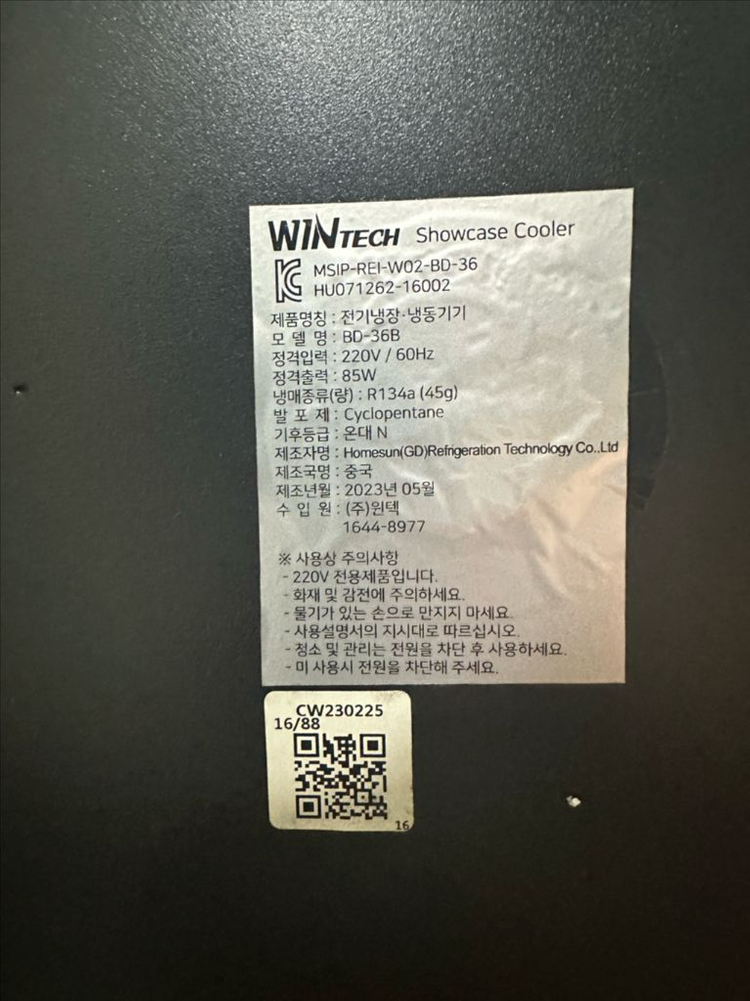 WINTECH Showcase Cooler
MSIP-REI-W02-BD-36
HU071262-16002
제품명칭 : 전기냉장·냉동기기
모 델 명 : BD-36B
정격입력 : 220V / 60Hz
정격출력 : 85W
냉매종류(량) : R134a (45g)
발 포 제 : Cyclopentane
기후등급 : 온대 N
제조자명 : Homesun(GD)Refrigeration Technology Co.,Ltd
제조국명 : 중국
제조년월 : 2023년 05월
수 입 원 : (주)윈텍
1644-8977
※ 사용상 주의사항
- 220V 전용제품입니다.
- 화재 및 감전에 주의하세요.
- 물기가 있는 손으로 만지지 마세요.
- 사용설명서의 지시대로 따르십시오.
- 청소 및 관리는 전원을 차단 후 사용하세요.
- 미 사용시 전원을 차단해 주세요.
CW230225
16/88
16